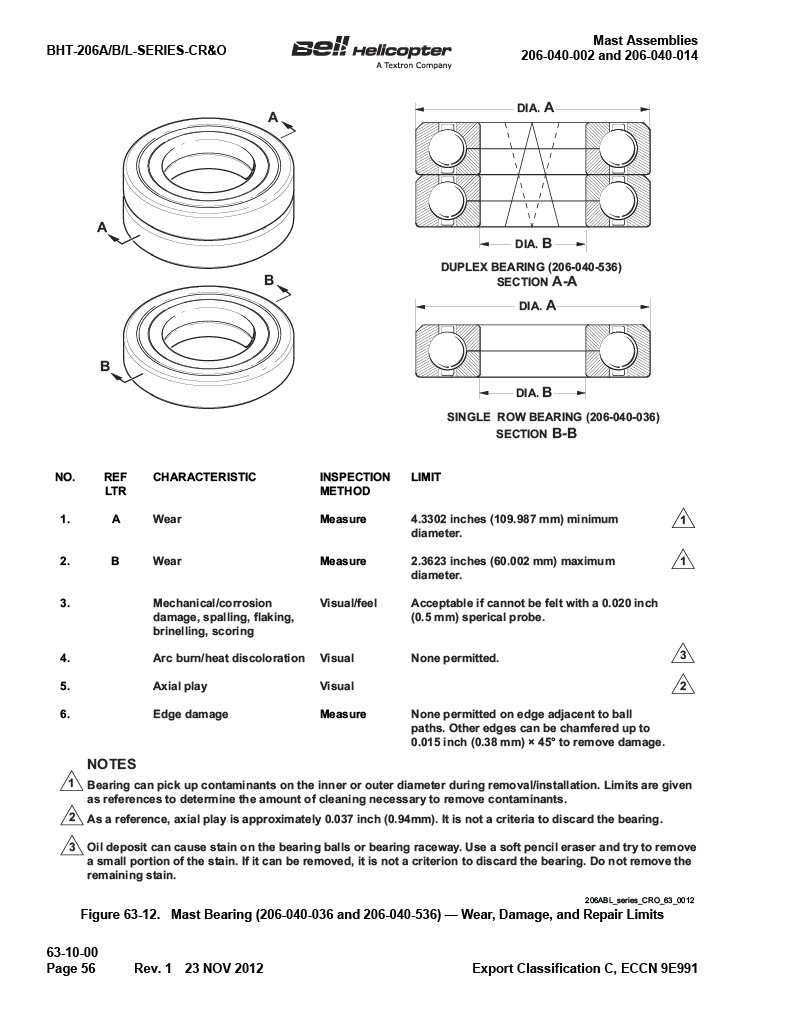 BHT-206A/B/L-SERIES-CR&O
Bell Helicopter
A Textron Company
Mast Assemblies
206-040-002 and 206-040-014
A
A
B
B
DIA. A
DIA. B
DUPLEX BEARING (206-040-536)
SECTION A-A
DIA. A
DIA. B
SINGLE ROW BEARING (206-040-036)
SECTION B-B
NO. REF LTR CHARACTERISTIC INSPECTION METHOD LIMIT
1. A Wear Measure 4.3302 inches (109.987 mm) minimum 1
diameter.
2. B Wear Measure 2.3623 inches (60.002 mm) maximum 1
diameter.
3. Mechanical/corrosion Visual/feel Acceptable if cannot be felt with a 0.020 inch
damage, spalling, flaking, (0.5 mm) sperical probe.
brinelling, scoring
4. Arc burn/heat discoloration Visual None permitted. 3
5. Axial play Visual 2
6. Edge damage Measure None permitted on edge adjacent to ball
paths. Other edges can be chamfered up to
0.015 inch (0.38 mm) × 45° to remove damage.
NOTES
1 Bearing can pick up contaminants on the inner or outer diameter during removal/installation. Limits are given
as references to determine the amount of cleaning necessary to remove contaminants.
2 As a reference, axial play is approximately 0.037 inch (0.94mm). It is not a criteria to discard the bearing.
3 Oil deposit can cause stain on the bearing balls or bearing raceway. Use a soft pencil eraser and try to remove
a small portion of the stain. If it can be removed, it is not a criterion to discard the bearing. Do not remove the
remaining stain.
206ABL_series_CRO_63_0012
Figure 63-12. Mast Bearing (206-040-036 and 206-040-536) — Wear, Damage, and Repair Limits
63-10-00
Page 56 Rev. 1 23 NOV 2012 Export Classification C, ECCN 9E991